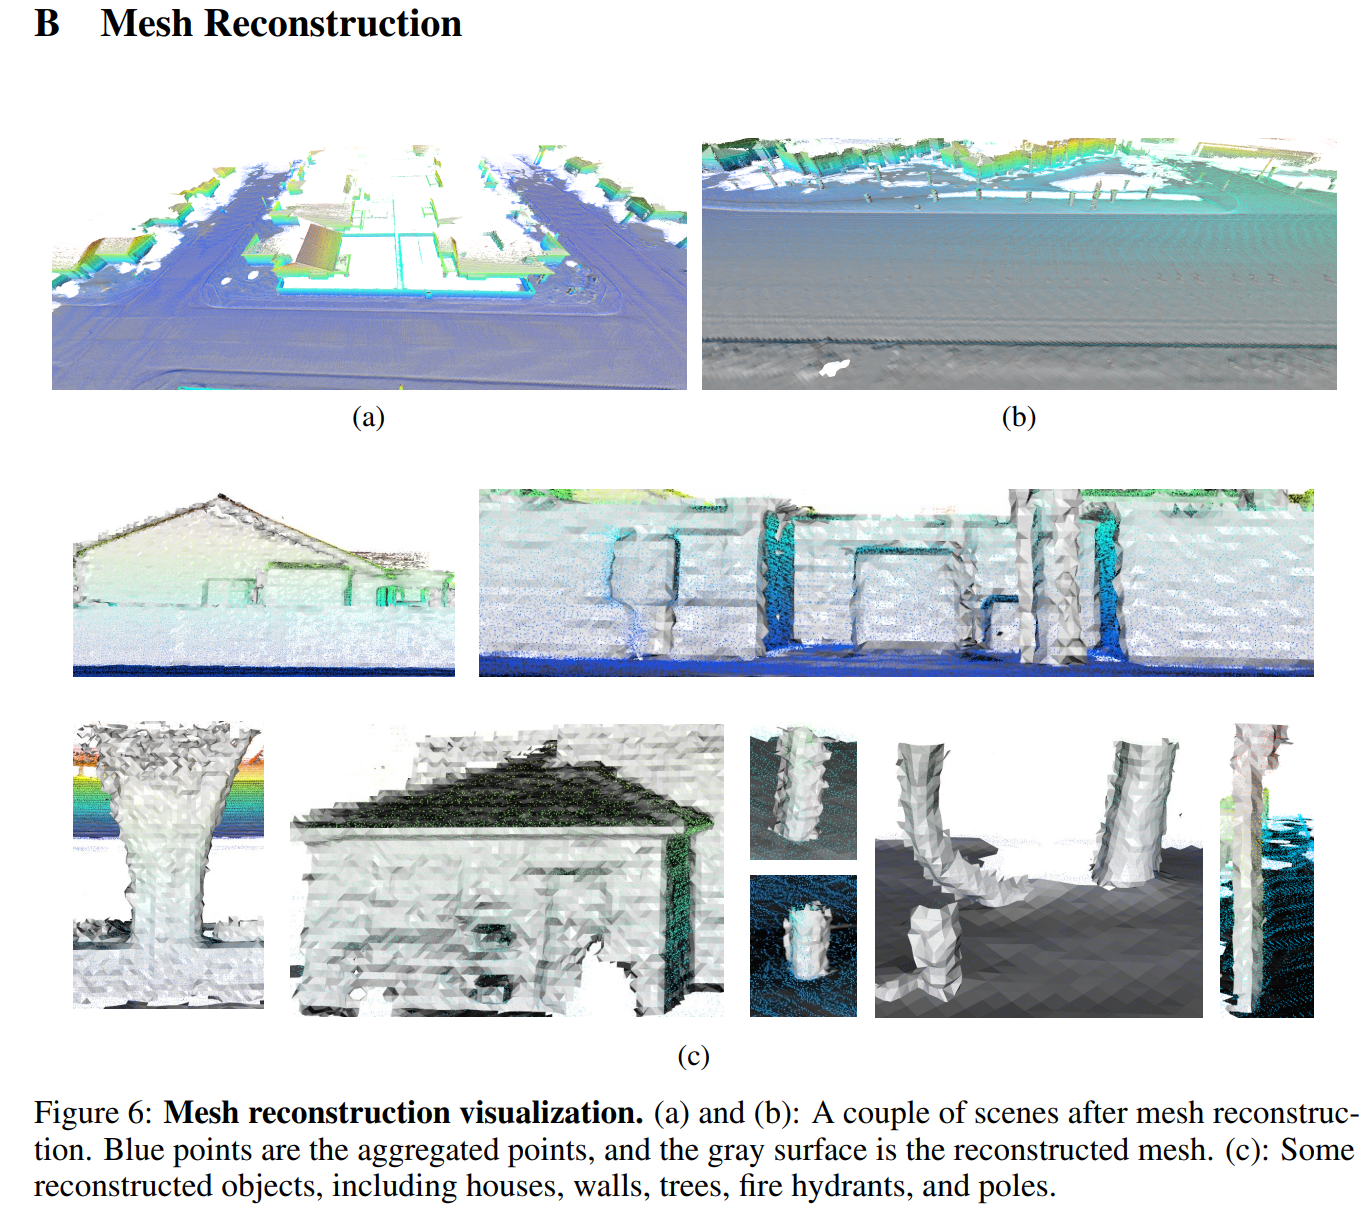 B Mesh Reconstruction
(a)
(b)
(c)
Figure 6: Mesh reconstruction visualization. (a) and (b): A couple of scenes after mesh reconstruc-
tion. Blue points are the aggregated points, and the gray surface is the reconstructed mesh. (c): Some
reconstructed objects, including houses, walls, trees, fire hydrants, and poles.